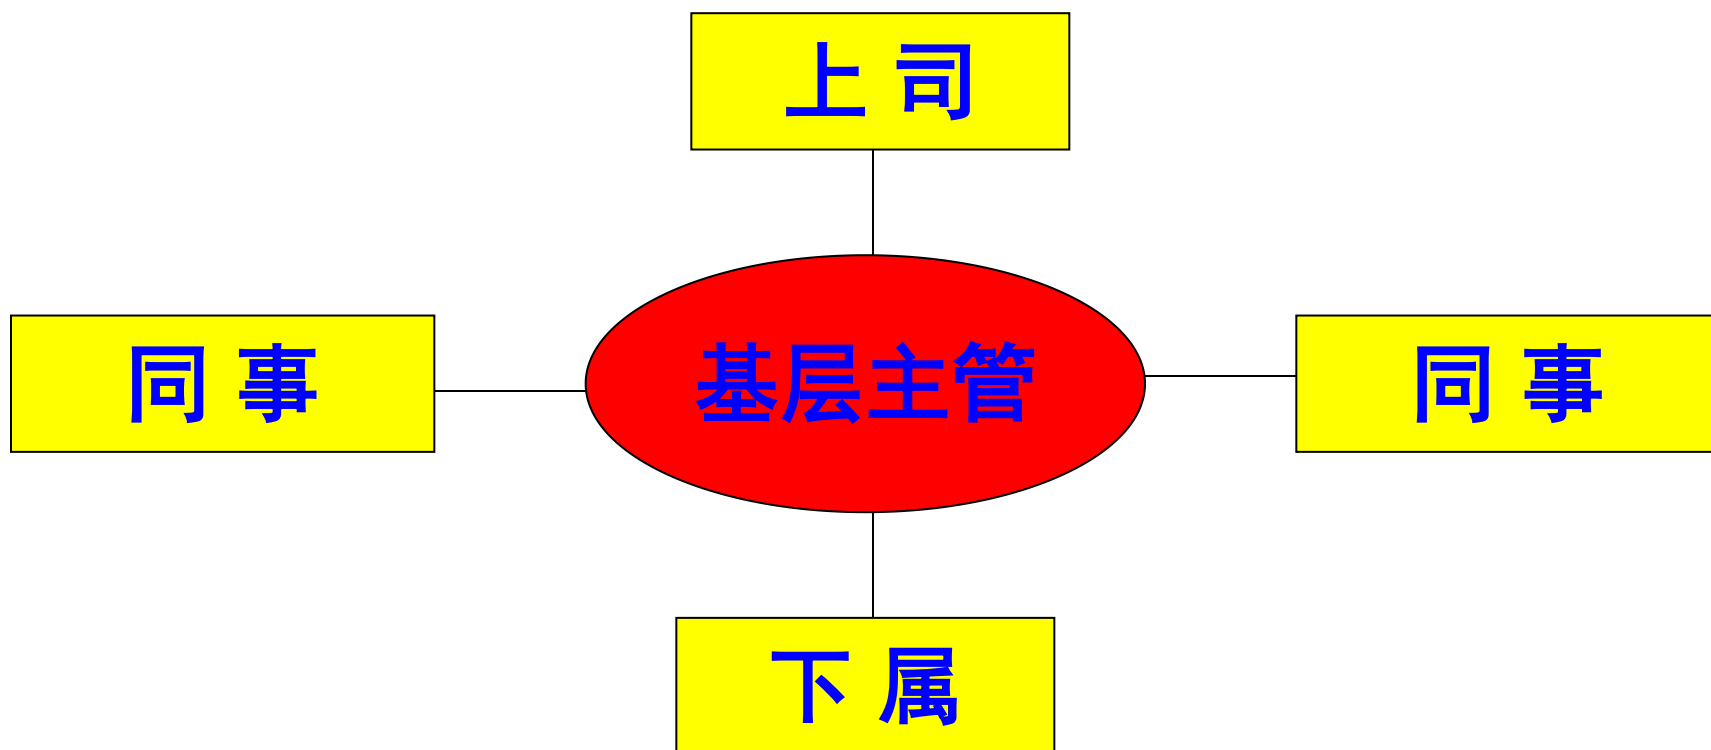 上 司
同 事
基层主管
同 事
下 属